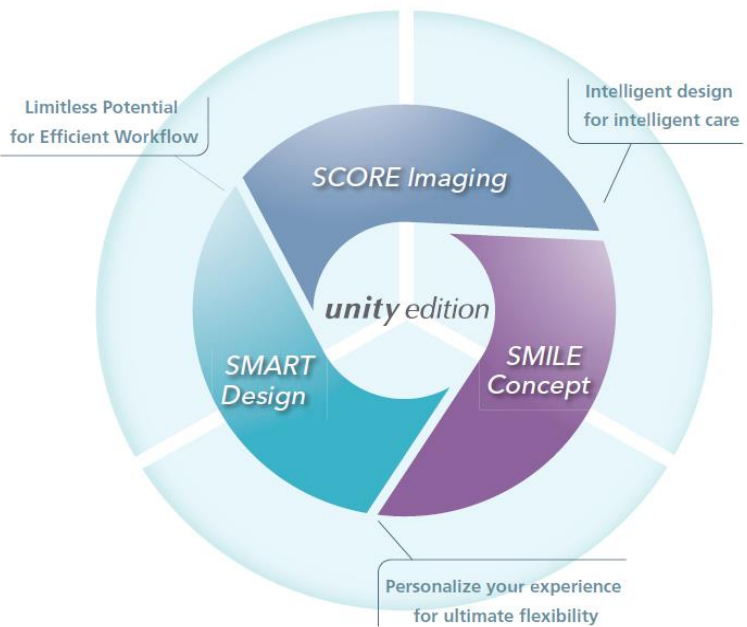 Limitless Potential
for Efficient Workflow
Intelligent design
for intelligent care
SCORE Imaging
unity edition
SMART
Design
SMILE
Concept
Personalize your experience
for ultimate flexibility